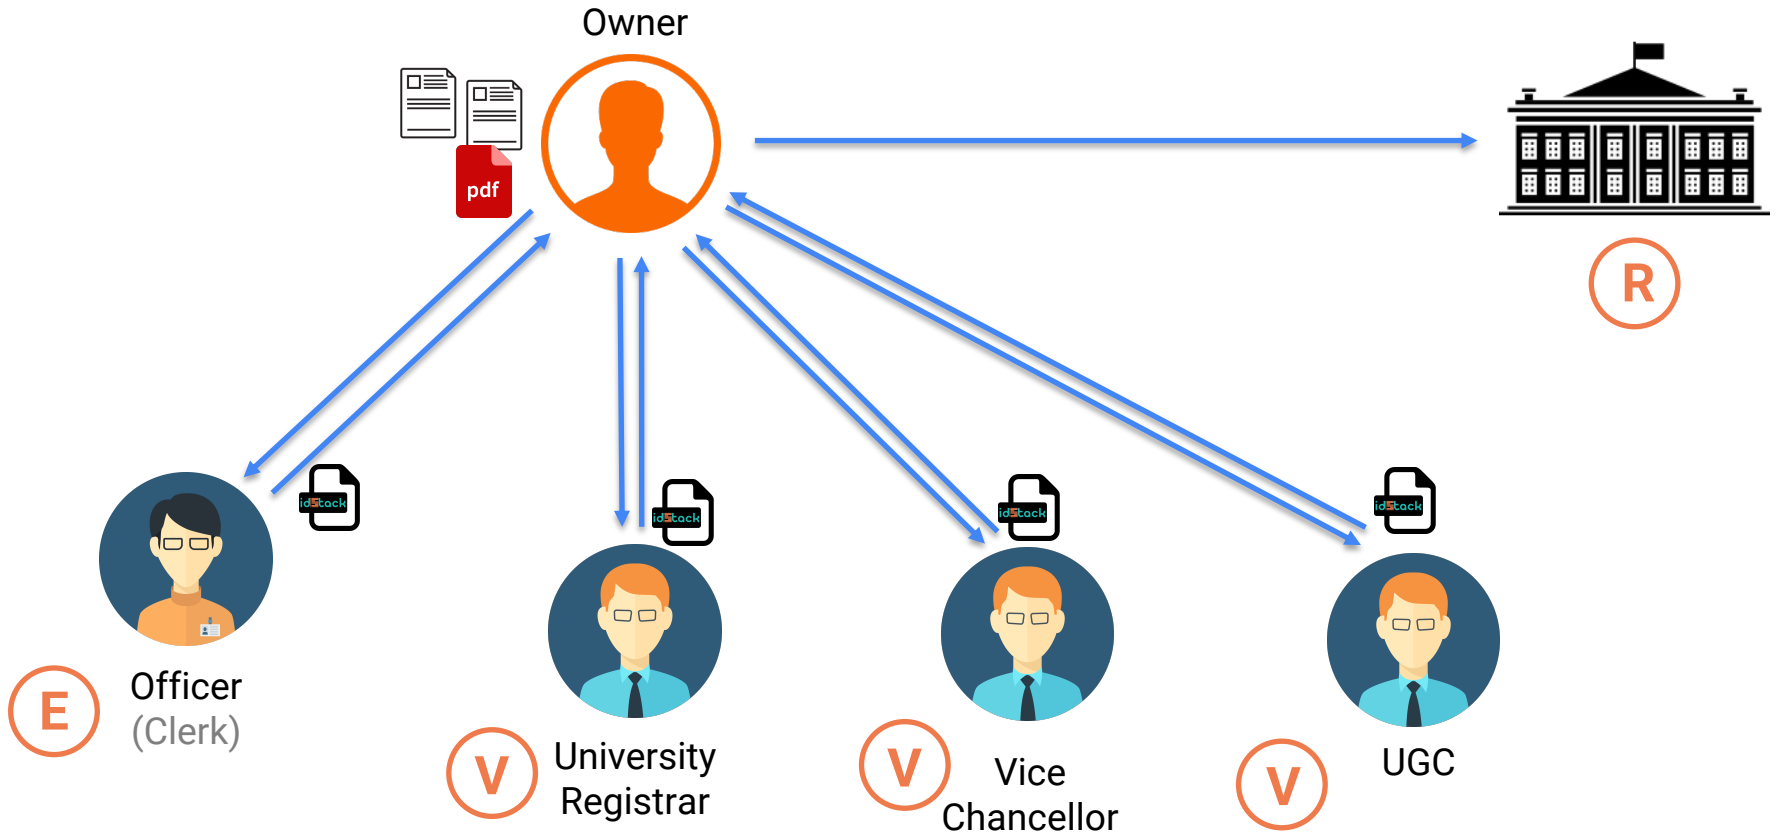 Owner
pdf
R
idStack
idStack
idStack
idStack
E
Officer
(Clerk)
V
University
Registrar
V
Vice
Chancellor
V
UGC